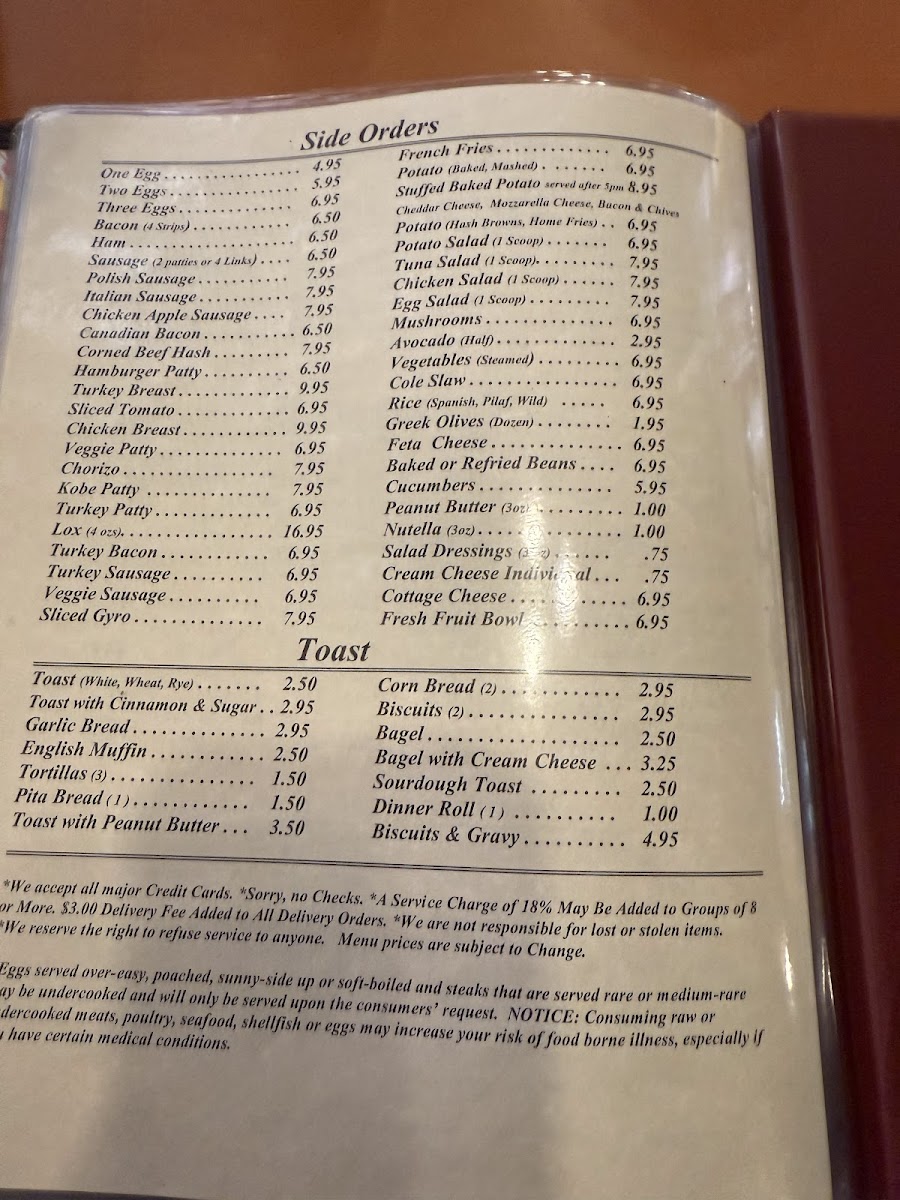 Side Orders
One Egg . . . . . . . . . . . . . . . . . . 4.95
Two Eggs . . . . . . . . . . . . . . . . . 5.95
Three Eggs . . . . . . . . . . . . . . . 6.95
Bacon (4 Strips) . . . . . . . . . . . . 6.50
Ham . . . . . . . . . . . . . . . . . . . . . 6.50
Sausage (2 patties or 4 Links) . . . . 6.50
Polish Sausage . . . . . . . . . . . . 7.95
Italian Sausage . . . . . . . . . . . 7.95
Chicken Apple Sausage . . . . 7.95
Canadian Bacon . . . . . . . . . . . 6.50
Corned Beef Hash . . . . . . . . . 7.95
Hamburger Patty . . . . . . . . . . 6.50
Turkey Breast . . . . . . . . . . . . . 9.95
Sliced Tomato . . . . . . . . . . . . . 6.95
Chicken Breast . . . . . . . . . . . . 9.95
Veggie Patty . . . . . . . . . . . . . . 6.95
Chorizo . . . . . . . . . . . . . . . . . 7.95
Kobe Patty . . . . . . . . . . . . . . 7.95
Turkey Patty . . . . . . . . . . . . . 6.95
Lox (4 ozs). . . . . . . . . . . . . . . . . 16.95
Turkey Bacon . . . . . . . . . . . . 6.95
Turkey Sausage . . . . . . . . . . 6.95
Veggie Sausage . . . . . . . . . . 6.95
Sliced Gyro . . . . . . . . . . . . . . 7.95
French Fries . . . . . . . . . . . . . 6.95
Potato (Baked, Mashed) . . . . . . . 6.95
Stuffed Baked Potato served after 5pm 8.95
Cheddar Cheese, Mozzarella Cheese, Bacon & Chives
Potato (Hash Browns, Home Fries) . . 6.95
Potato Salad (1 Scoop) . . . . . . . . 6.95
Tuna Salad (1 Scoop). . . . . . . . . 7.95
Chicken Salad (1 Scoop) . . . . . . 7.95
Egg Salad (1 Scoop) . . . . . . . . . 7.95
Mushrooms . . . . . . . . . . . . . . 6.95
Avocado (Half) . . . . . . . . . . . . . 2.95
Vegetables (Steamed) . . . . . . . . . 6.95
Cole Slaw . . . . . . . . . . . . . . . . 6.95
Rice (Spanish, Pilaf, Wild) . . . . . 6.95
Greek Olives (Dozen) . . . . . . . . 1.95
Feta Cheese . . . . . . . . . . . . . . 6.95
Baked or Refried Beans . . . . 6.95
Cucumbers . . . . . . . . . . . . . . 5.95
Peanut Butter (3oz) . . . . . . . . . 1.00
Nutella (3oz) . . . . . . . . . . . . . . . 1.00
Salad Dressings . . . . . . .75
Cream Cheese Individual . . . .75
Cottage Cheese . . . . . . . . . . . . 6.95
Fresh Fruit Bowl . . . . . . . . . . 6.95
Toast
Toast (White, Wheat, Rye) . . . . . . . 2.50
Toast with Cinnamon & Sugar . . 2.95
Garlic Bread . . . . . . . . . . . . . . 2.95
English Muffin . . . . . . . . . . . . 2.50
Tortillas (3) . . . . . . . . . . . . . . . 1.50
Pita Bread (1) . . . . . . . . . . . . 1.50
Toast with Peanut Butter . . . 3.50
Corn Bread (2) . . . . . . . . . . . . 2.95
Biscuits (2) . . . . . . . . . . . . . . . 2.95
Bagel . . . . . . . . . . . . . . . . . . . 2.50
Bagel with Cream Cheese . . . 3.25
Sourdough Toast . . . . . . . . . 2.50
Dinner Roll (1) . . . . . . . . . . 1.00
Biscuits & Gravy . . . . . . . . . . 4.95
*We accept all major Credit Cards. *Sorry, no Checks. *A Service Charge of 18% May Be Added to Groups of 8
or More. $3.00 Delivery Fee Added to All Delivery Orders. *We are not responsible for lost or stolen items.
*We reserve the right to refuse service to anyone. Menu prices are subject to Change.
Eggs served over-easy, poached, sunny-side up or soft-boiled and steaks that are served rare or medium-rare
ay be undercooked and will only be served upon the consumers' request. NOTICE: Consuming raw or
dercooked meats, poultry, seafood, shellfish or eggs may increase your risk of food borne illness, especially if
have certain medical conditions.